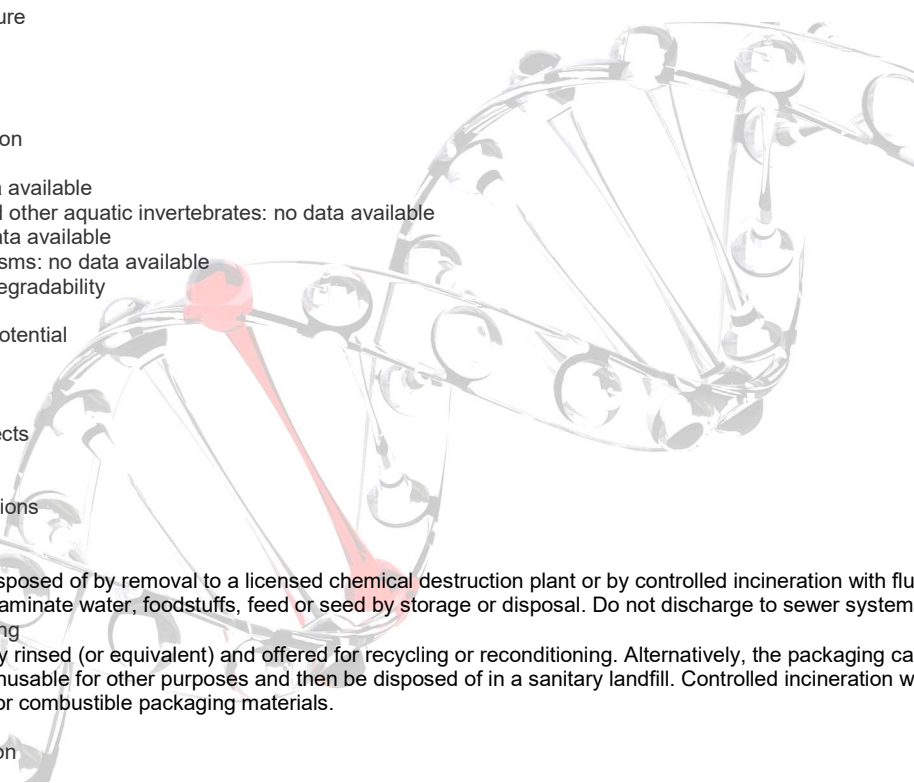 ure
on
a available
l other aquatic invertebrates: no data available
ata available
sms: no data available
egradability
otential
ects
ions
sposed of by removal to a licensed chemical destruction plant or by controlled incineration with flu
aminate water, foodstuffs, feed or seed by storage or disposal. Do not discharge to sewer system
ng
y rinsed (or equivalent) and offered for recycling or reconditioning. Alternatively, the packaging ca
nusable for other purposes and then be disposed of in a sanitary landfill. Controlled incineration w
or combustible packaging materials.
on